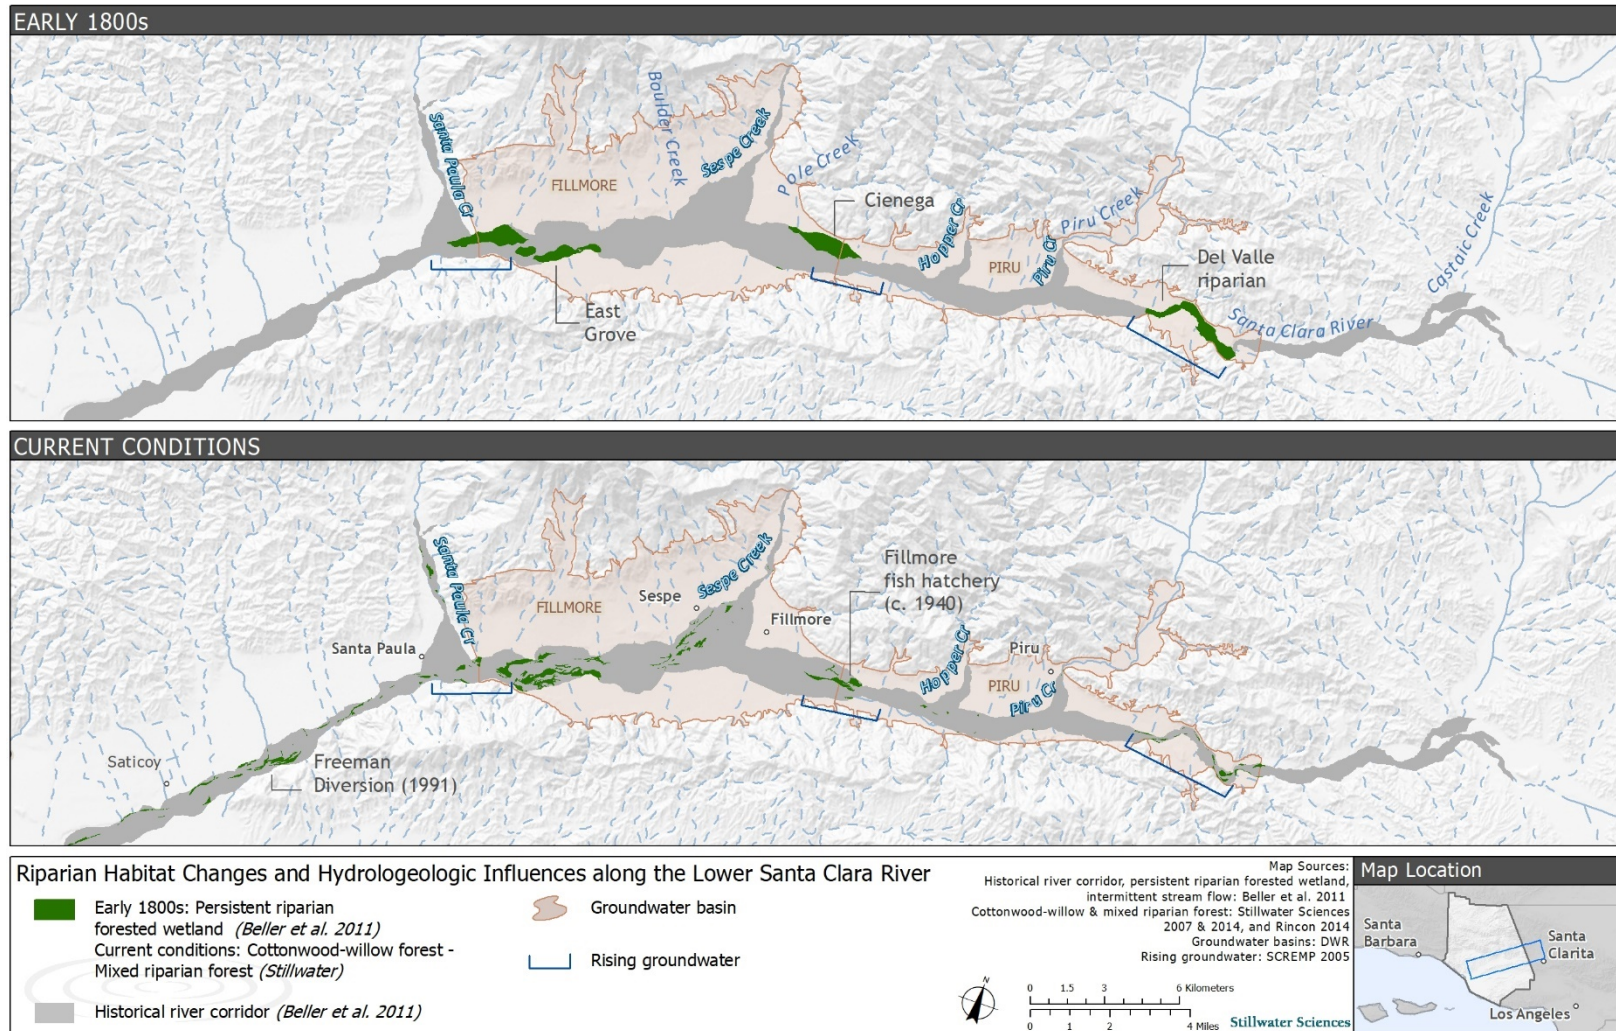 EARLY 1800s
Santa Paula Cr
Boulder Creek
Sespe Creek
Pole Creek
FILLMORE
Cienega
Hopper Cr
PIRU
Piru Cr
Piru Creek
Del Valle
riparian
Castaic Creek
Santa Clara River
East
Grove
CURRENT CONDITIONS
Santa Paula Cr
Sespe Creek
Fillmore
fish hatchery
(c. 1940)
Sespe
FILLMORE
Fillmore
Santa Paula
Hopper Cr
Piru
PIRU
Piru Cr
Saticoy
Freeman
Diversion (1991)
Riparian Habitat Changes and Hydrologeologic Influences along the Lower Santa Clara River
Early 1800s: Persistent riparian
forested wetland (Beller et al. 2011)
Current conditions: Cottonwood-willow forest -
Mixed riparian forest (Stillwater)
Historical river corridor (Beller et al. 2011)
Groundwater basin
Rising groundwater
Map Sources:
Historical river corridor, persistent riparian forested wetland,
intermittent stream flow: Beller et al. 2011
Cottonwood-willow & mixed riparian forest: Stillwater Sciences
2007 & 2014, and Rincon 2014
Groundwater basins: DWR
Rising groundwater: SCREMP 2005
N
0 1.5 3 6 Kilometers
0 1 2 4 Miles
Stillwater Sciences
Map Location
Santa
Barbara
Santa
Clarita
Los Angeles